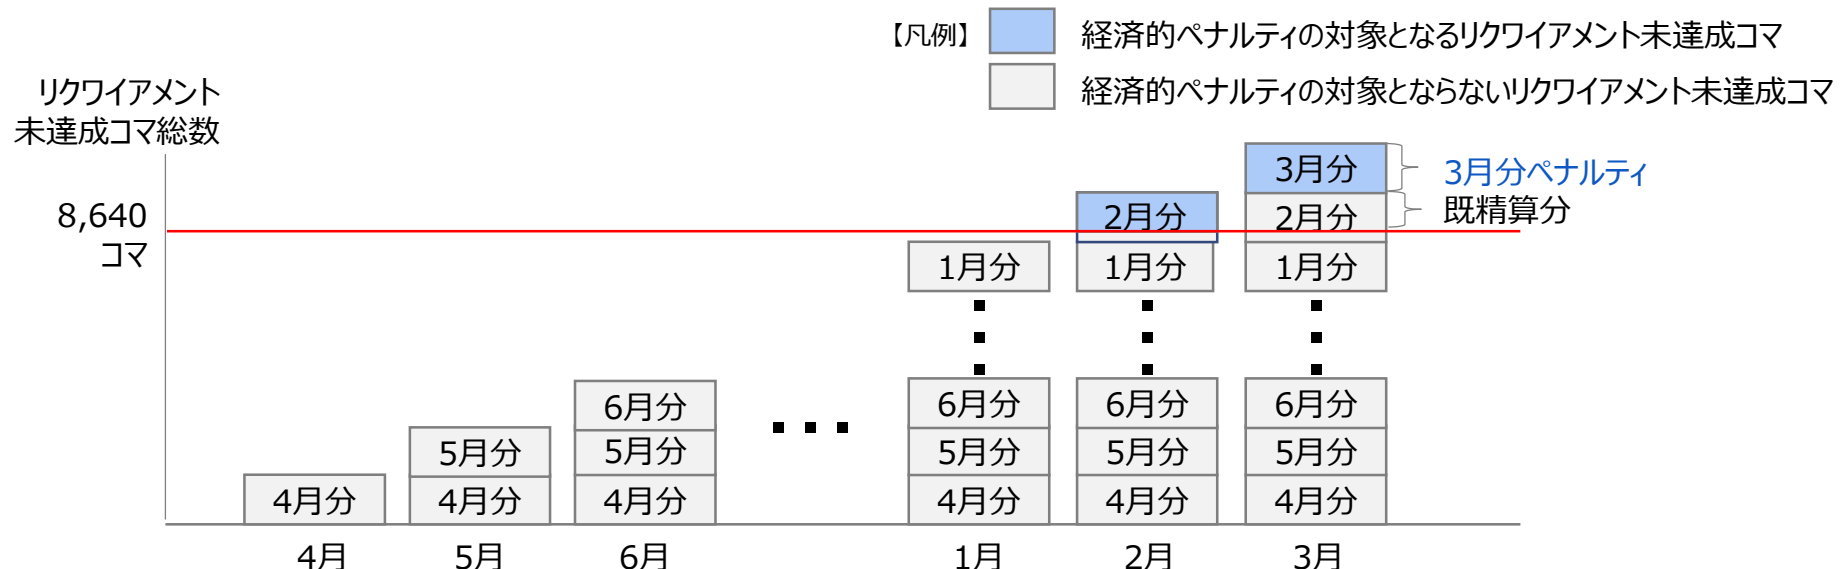 【凡例】
経済的ペナルティの対象となるリクワイアメント未達成コマ
経済的ペナルティの対象とならないリクワイアメント未達成コマ
リクワイアメント
未達成コマ総数
8,640
コマ
3月分
3月分ペナルティ
2月分
2月分
既精算分
1月分
1月分
1月分
6月分
6月分
6月分
6月分
5月分
5月分
5月分
5月分
5月分
4月分
4月分
4月分
4月分
4月分
4月分
4月
5月
6月
1月
2月
3月